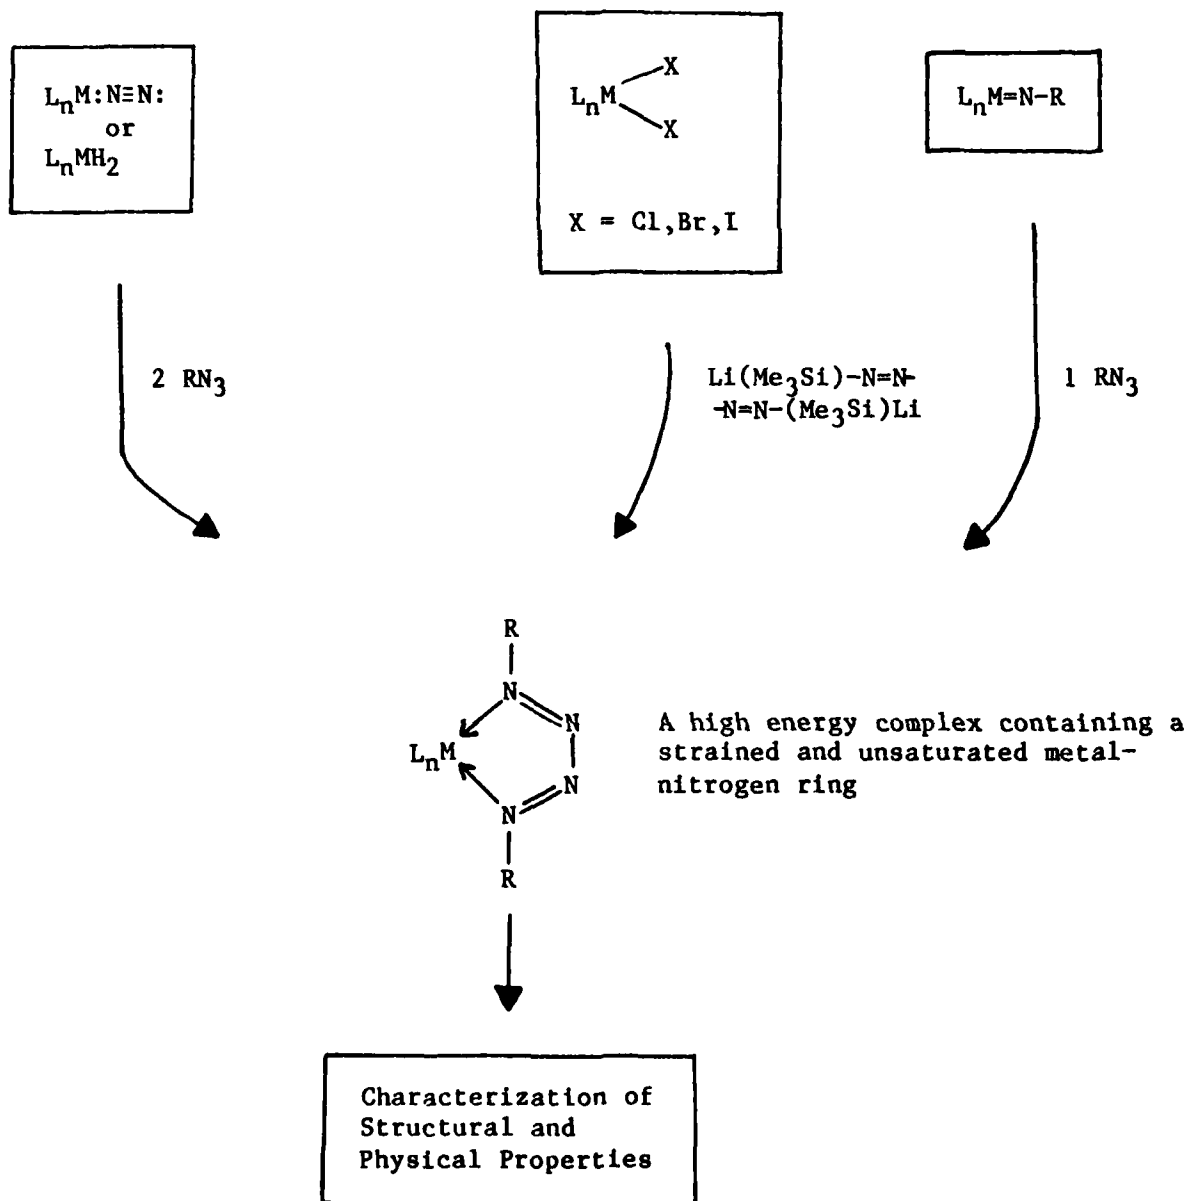 LnM:N≡N:
or
LnMH2
X
LnM
X
X = Cl,Br,I
LnM=N-R
2 RN3
Li(Me3Si)-N=N-
-N=N-(Me3Si)Li
1 RN3
R
N
N
LnM
N
N
R
A high energy complex containing a
strained and unsaturated metal-
nitrogen ring
Characterization of
Structural and
Physical Properties